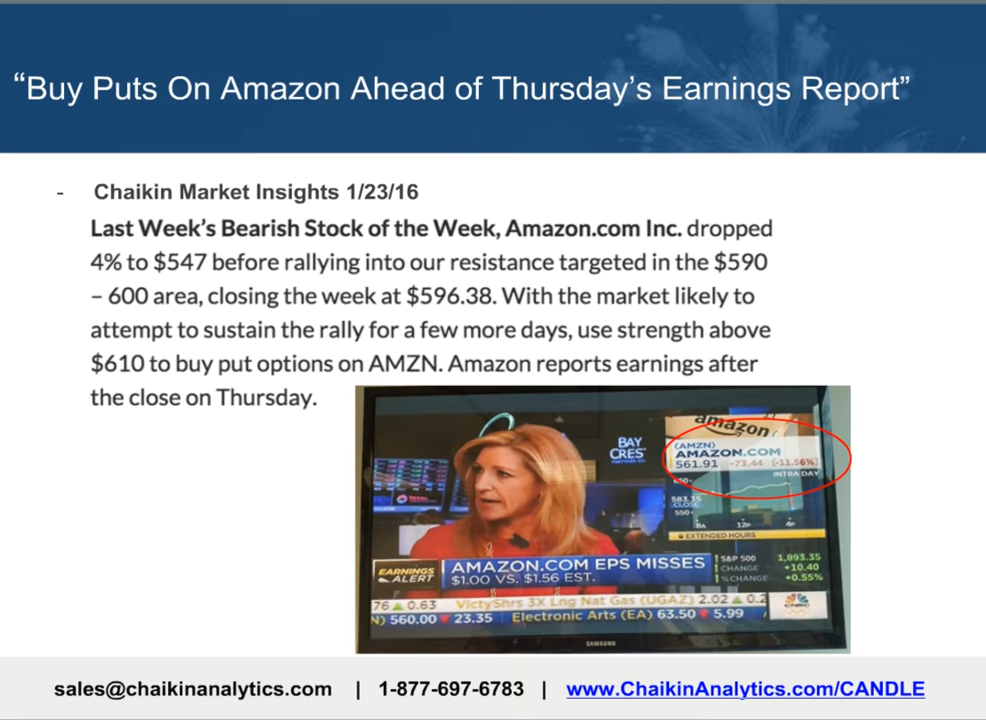 “Buy Puts On Amazon Ahead of Thursday’s Earnings Report”
- Chaikin Market Insights 1/23/16
Last Week’s Bearish Stock of the Week, Amazon.com Inc. dropped
4% to $547 before rallying into our resistance targeted in the $590
– 600 area, closing the week at $596.38. With the market likely to
attempt to sustain the rally for a few more days, use strength above
$610 to buy put options on AMZN. Amazon reports earnings after
the close on Thursday.
amazon
BAY
CRES
(AMZN)
AMAZON.COM
561.91 -73.44 (-11.56%)
INTRADAY
650
583.35
CLOSE
550
8A 12P 4P
EXTENDED HOURS
EARNINGS
ALERT
AMAZON.COM EPS MISSES
$1.00 VS. $1.56 EST.
S&P 500 1,893.35
CHANGE +10.40
%CHANGE +0.55%
76 ▲ 0.63 VictyShrs 3X Lng Nat Gas (UGAZ) 2.02 ▲ 0.2
N) 560.00 ▼ 23.35 Electronic Arts (EA) 63.50 ▼ 5.99
CNBC
SAMSUNG
sales@chaikinanalytics.com | 1-877-697-6783 | www.ChaikinAnalytics.com/CANDLE